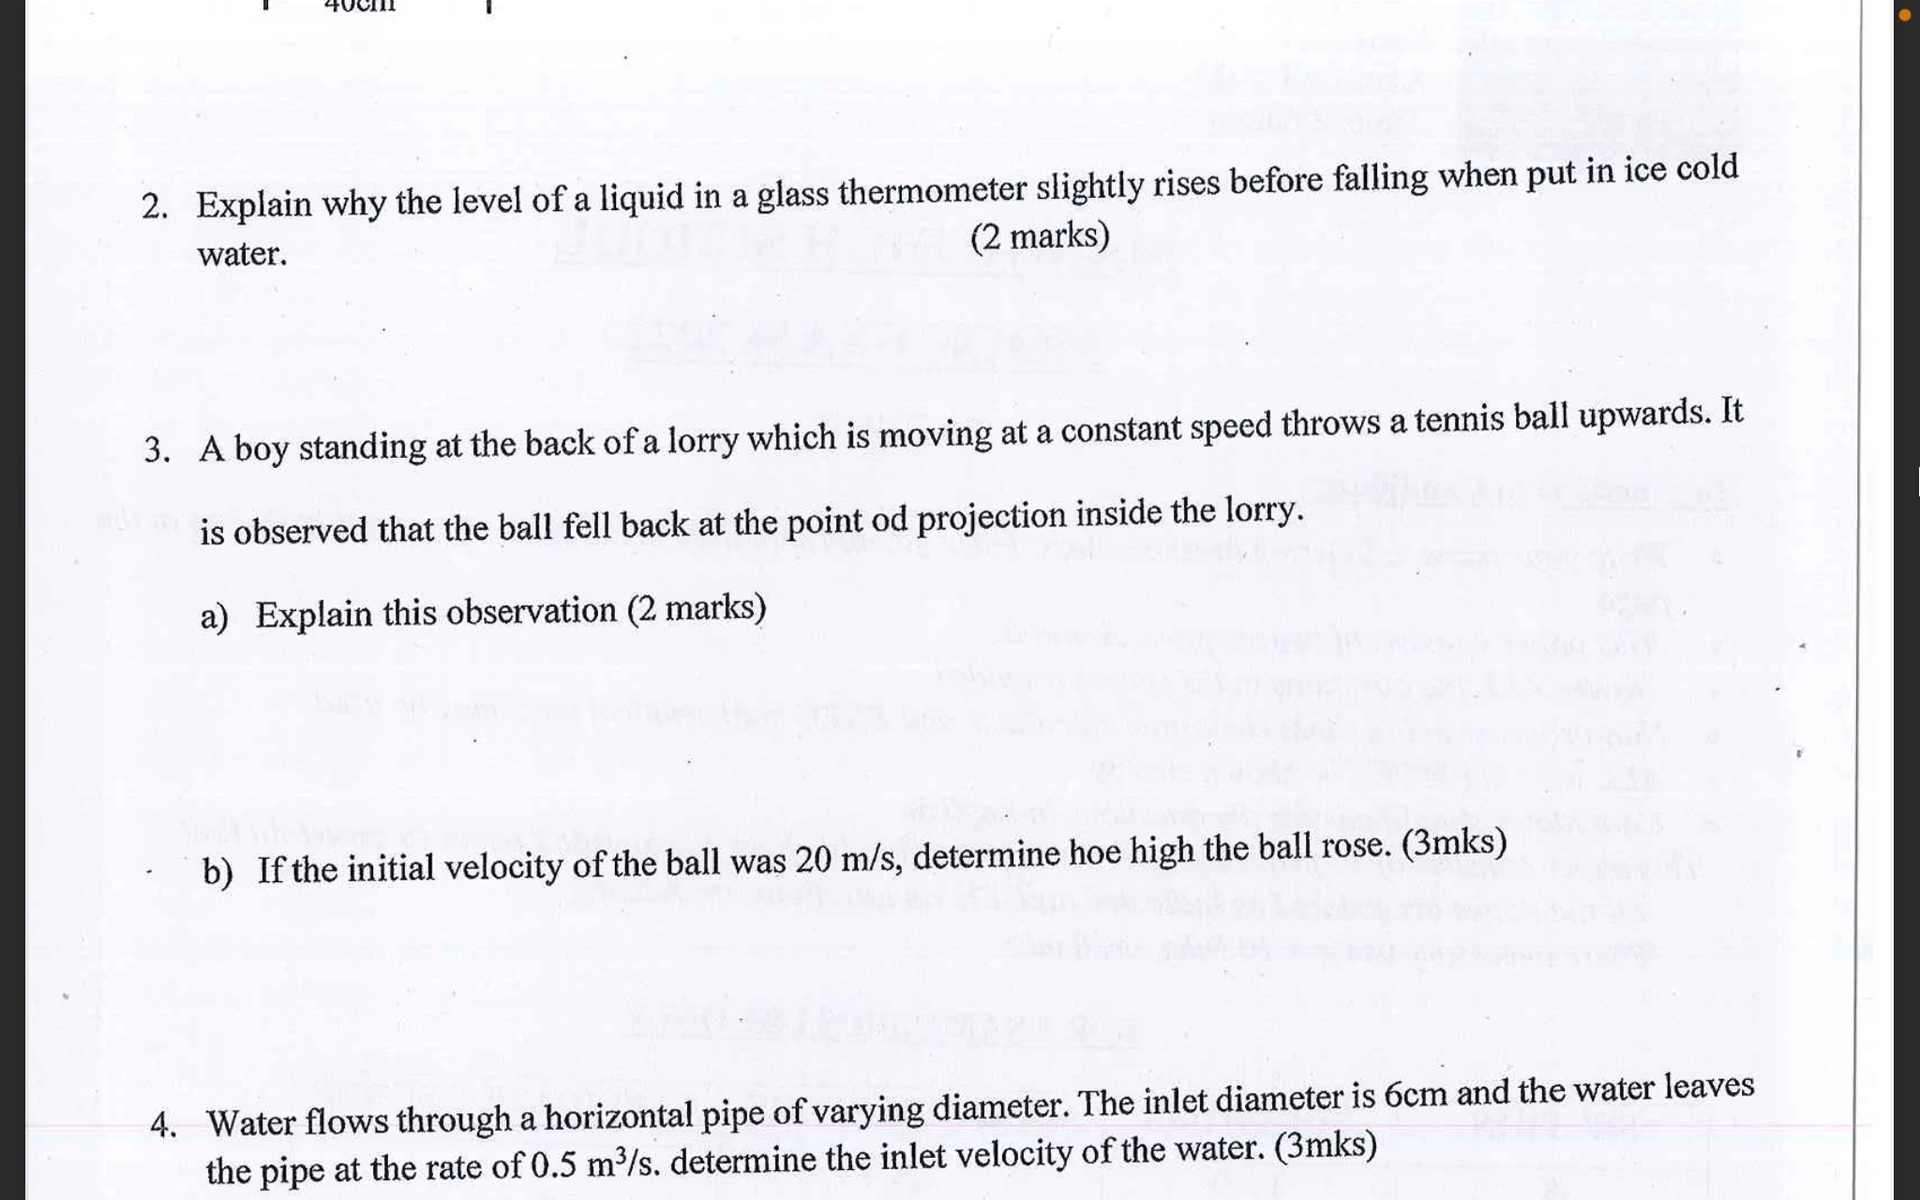 40cm
2. Explain why the level of a liquid in a glass thermometer slightly rises before falling when put in ice cold
water. (2 marks)
3. A boy standing at the back of a lorry which is moving at a constant speed throws a tennis ball upwards. It
is observed that the ball fell back at the point od projection inside the lorry.
a) Explain this observation (2 marks)
b) If the initial velocity of the ball was 20 m/s, determine hoe high the ball rose. (3mks)
4. Water flows through a horizontal pipe of varying diameter. The inlet diameter is 6cm and the water leaves
the pipe at the rate of 0.5 m³/s. determine the inlet velocity of the water. (3mks)